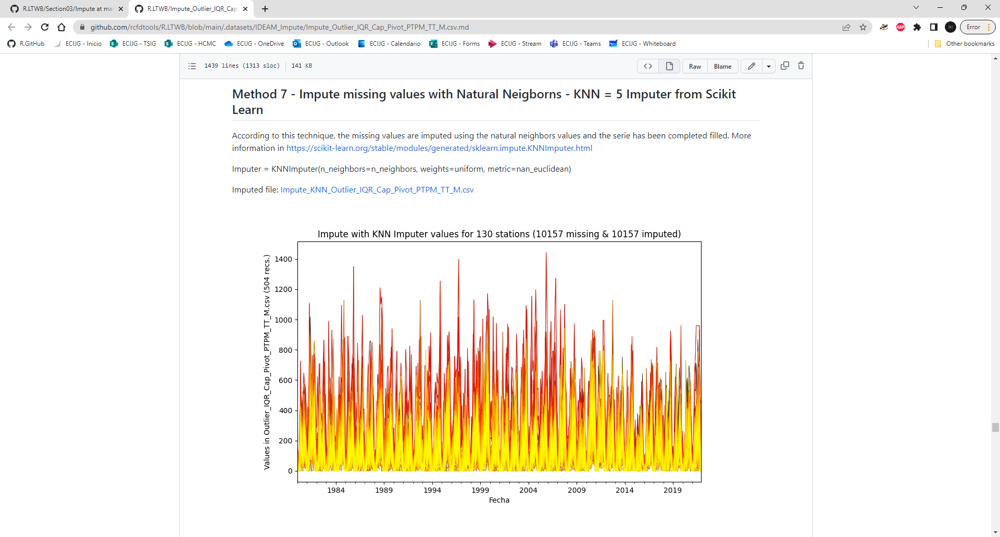 R.LTWB/Section03/Impute at mai
R.LTWB/Impute_Outlier_IQR_Cap_
github.com/rcfdtools/R.LTWB/blob/main/.datasets/IDEAM_Impute/Impute_Outlier_IQR_Cap_Pivot_PTPM_TT_M.csv.md
ABP
Error
R.GitHub
ECIJG - Inicio
ECIJG - TSIG
ECIJG - HCMC
ECIJG - OneDrive
ECIJG - Outlook
ECIJG - Calendario
ECIJG - Forms
ECIJG - Stream
ECIJG - Teams
ECIJG - Whiteboard
Other bookmarks
1439 lines (1313 sloc)
141 KB
Raw
Blame
Method 7 - Impute missing values with Natural Neigborns - KNN = 5 Imputer from Scikit
Learn
According to this technique, the missing values are imputed using the natural neighbors values and the serie has been completed filled. More
information in https://scikit-learn.org/stable/modules/generated/sklearn.impute.KNNImputer.html
Imputer = KNNImputer(n_neighbors=n_neighbors, weights=uniform, metric=nan_euclidean)
Imputed file: Impute_KNN_Outlier_IQR_Cap_Pivot_PTPM_TT_M.csv
Impute with KNN Imputer values for 130 stations (10157 missing & 10157 imputed)
Values in Outlier_IQR_Cap_Pivot_PTPM_TT_M.csv (504 recs.)
1400
1200
1000
800
600
400
200
0
1984
1989
1994
1999
2004
2009
2014
2019
Fecha